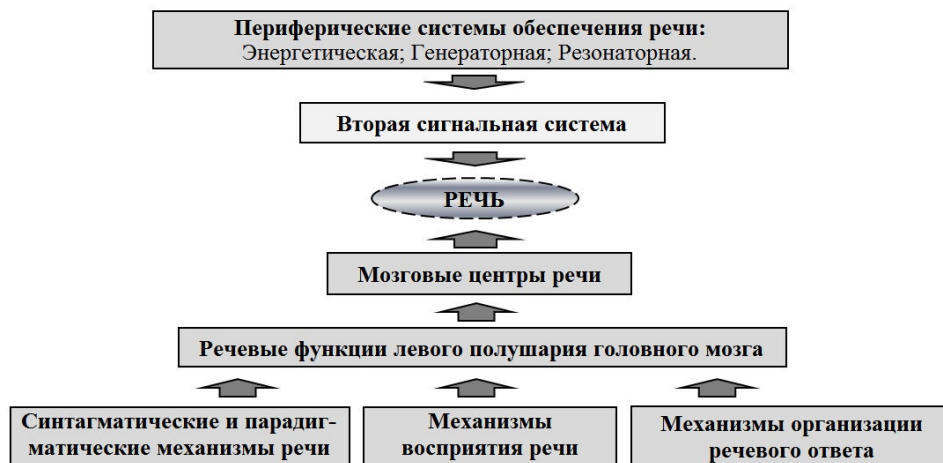 Периферические системы обеспечения речи:
Энергетическая; Генераторная; Резонаторная.
Вторая сигнальная система
РЕЧЬ
Мозговые центры речи
Речевые функции левого полушария головного мозга
Синтагматические и парадиг-
матические механизмы речи
Механизмы
восприятия речи
Механизмы организации
речевого ответа